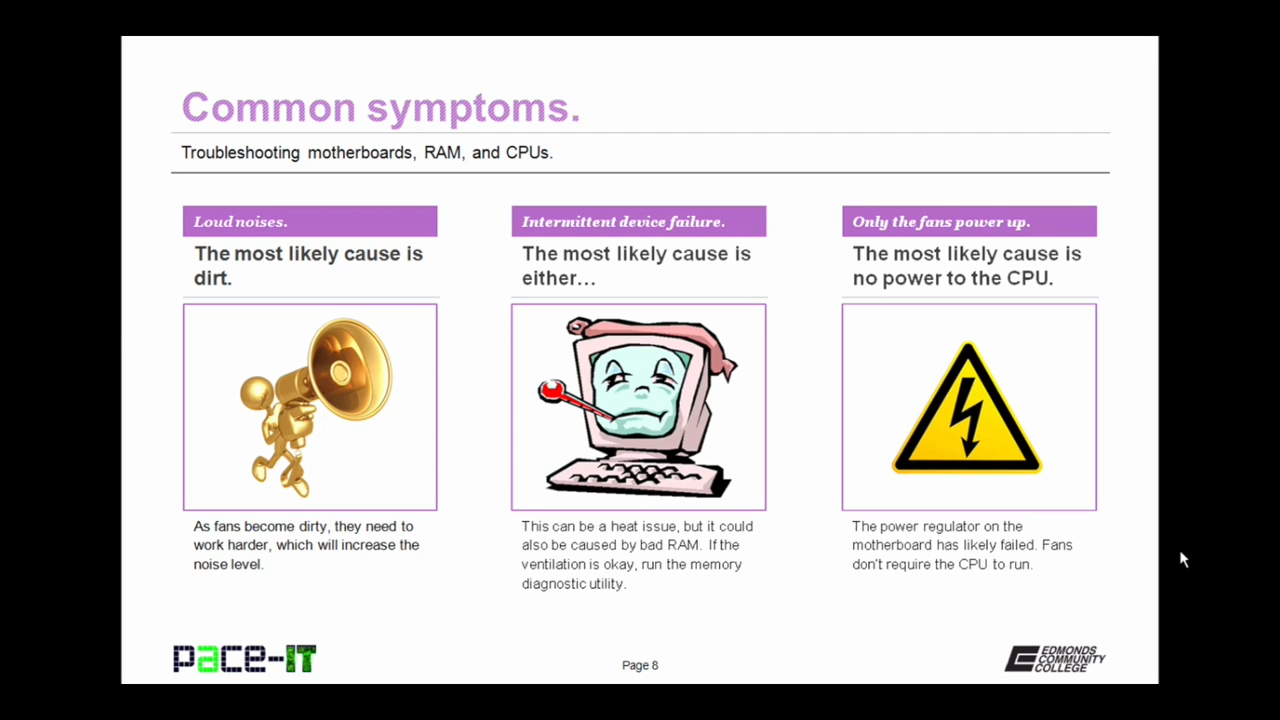 Common symptoms.
Troubleshooting motherboards, RAM, and CPUs.
Loud noises.
The most likely cause is
dirt.
As fans become dirty, they need to
work harder, which will increase the
noise level.
Intermittent device failure.
The most likely cause is
either…
This can be a heat issue, but it could
also be caused by bad RAM. If the
ventilation is okay, run the memory
diagnostic utility.
Only the fans power up.
The most likely cause is
no power to the CPU.
The power regulator on the
motherboard has likely failed. Fans
don't require the CPU to run.
pace-IT
Page 8
EDMONDS
COMMUNITY
COLLEGE